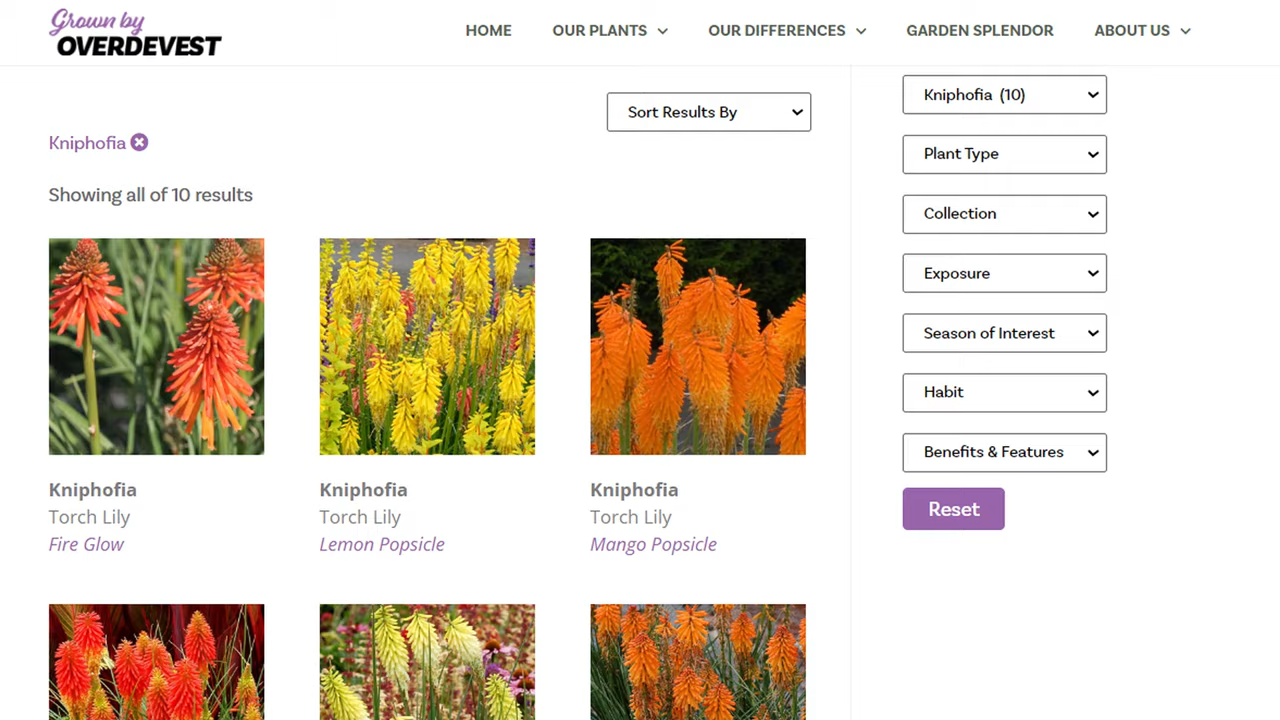 Grown by
OVERDEVEST
HOME
OUR PLANTS
OUR DIFFERENCES
GARDEN SPLENDOR
ABOUT US
Sort Results By
Kniphofia
Showing all of 10 results
Kniphofia
Torch Lily
Fire Glow
Kniphofia
Torch Lily
Lemon Popsicle
Kniphofia
Torch Lily
Mango Popsicle
Kniphofia (10)
Plant Type
Collection
Exposure
Season of Interest
Habit
Benefits & Features
Reset